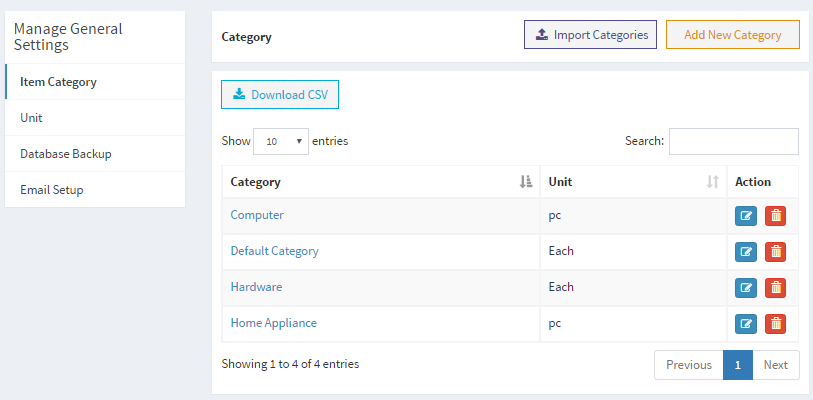 Manage General
Settings
Item Category
Unit
Database Backup
Email Setup
Category
Import Categories
Add New Category
Download CSV
Show 10 entries
Search:
Category Unit Action
Computer pc
Default Category Each
Hardware Each
Home Appliance pc
Showing 1 to 4 of 4 entries
Previous 1 Next